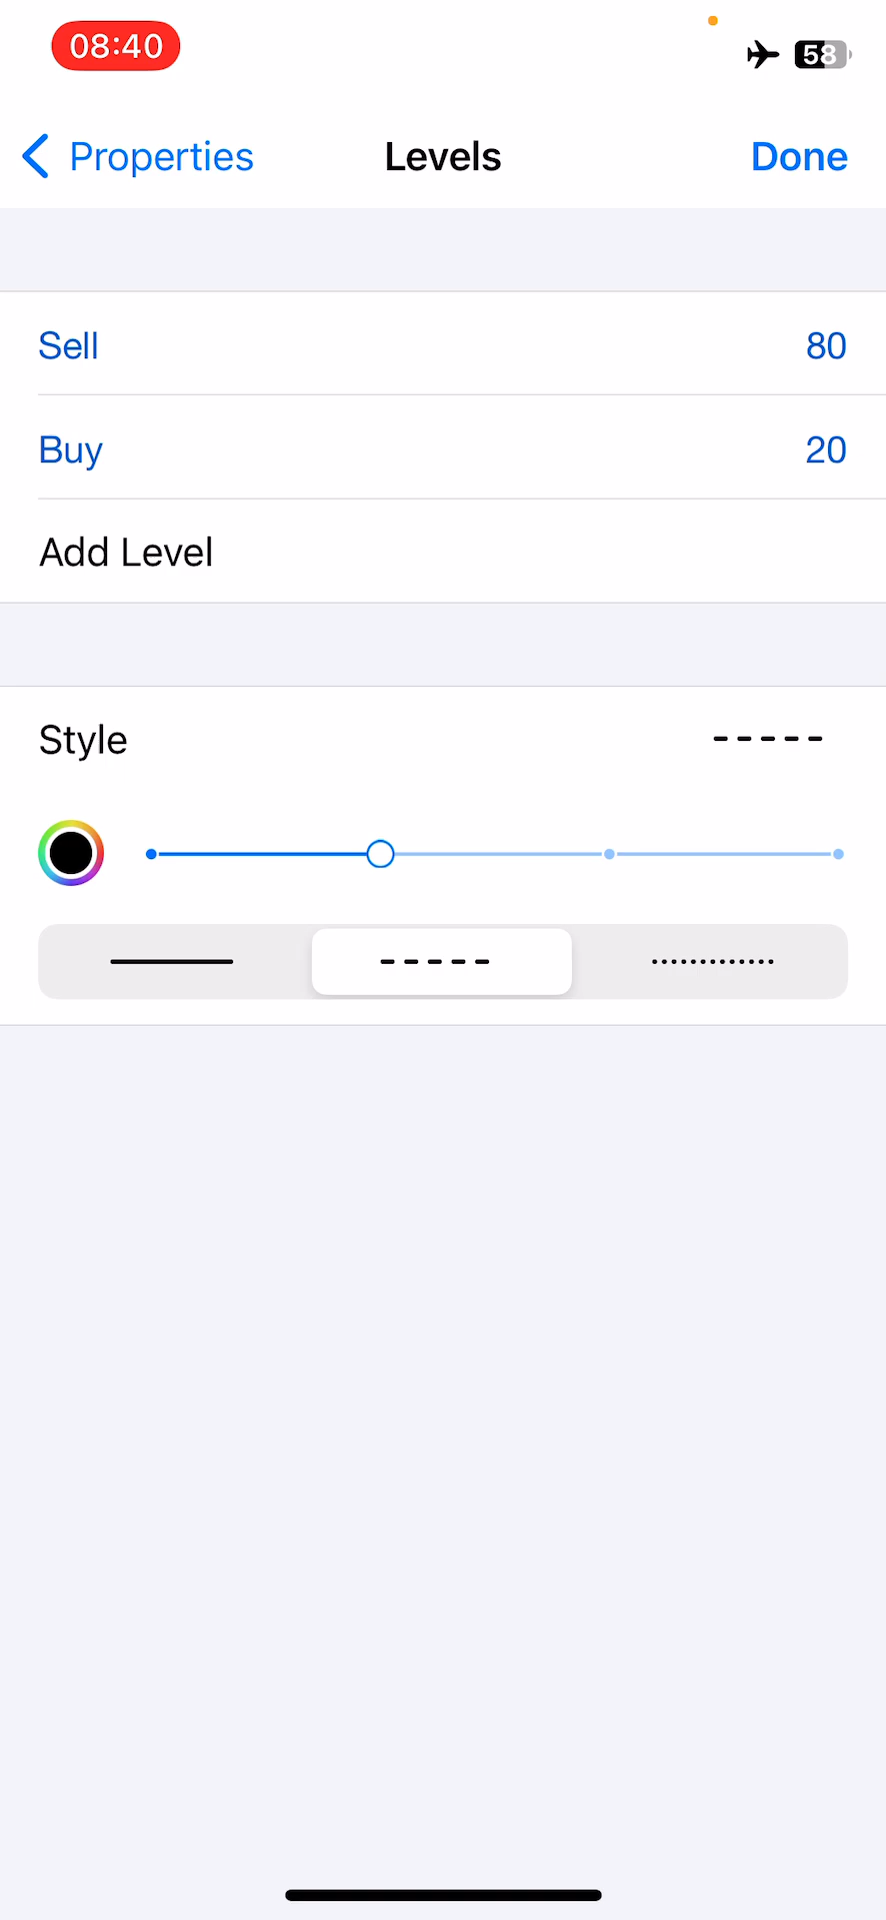 08:40
58
Properties
Levels
Done
Sell 80
Buy 20
Add Level
Style